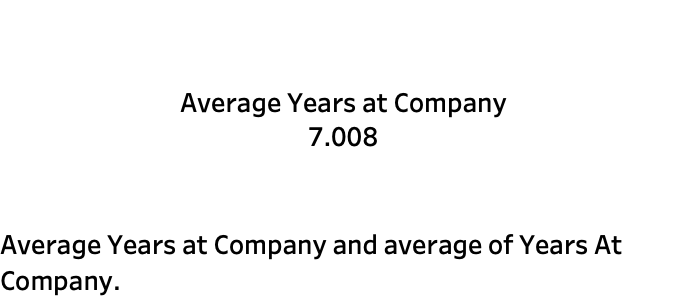 Average Years at Company
7.008
Average Years at Company and average of Years At
Company.